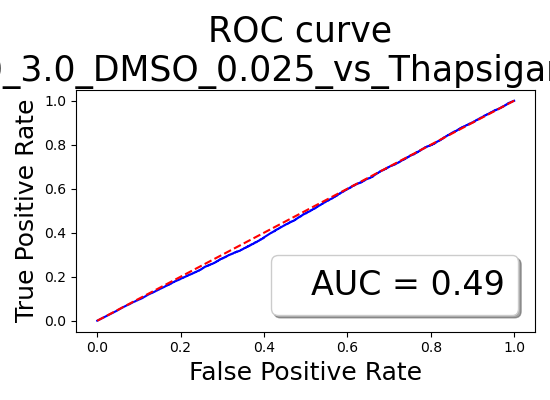 ROC curve
_3.0_DMSO_0.025_vs_Thapsigar
True Positive Rate
1.0
0.8
0.6
0.4
0.2
0.0
AUC = 0.49
0.0 0.2 0.4 0.6 0.8 1.0
False Positive Rate